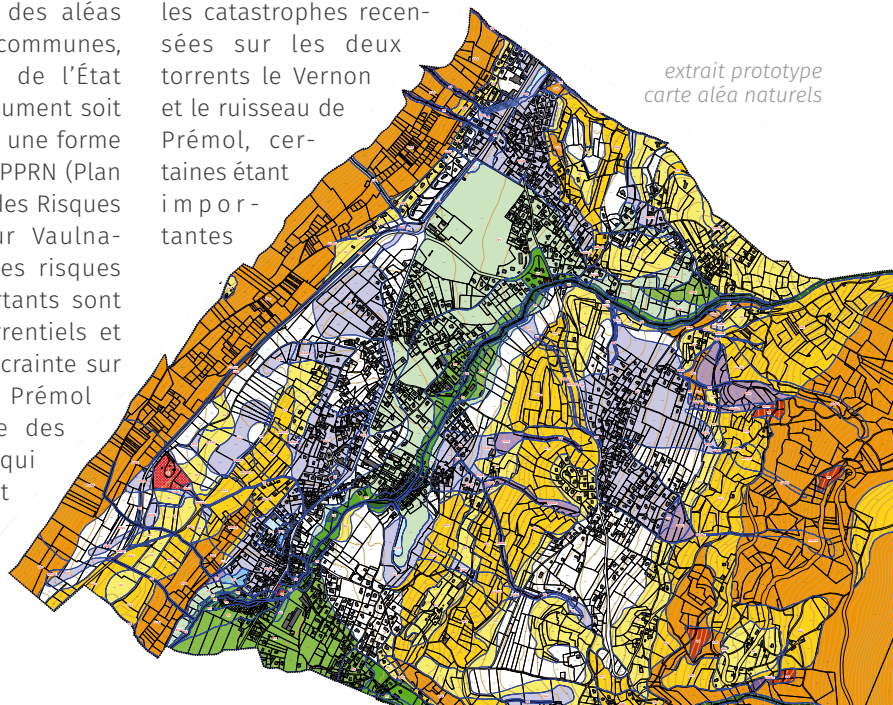 des aléas
communes,
de l’État
ument soit
une forme
PPRN (Plan
des Risques
ur Vaulna-
es risques
rtants sont
rrentiels et
crainte sur
Prémol
e des
qui
t
les catastrophes recen-
sées sur les deux
torrents le Vernon
et le ruisseau de
Prémol, cer-
taines étant
impor-
tantes
extrait prototype
carte aléa naturels